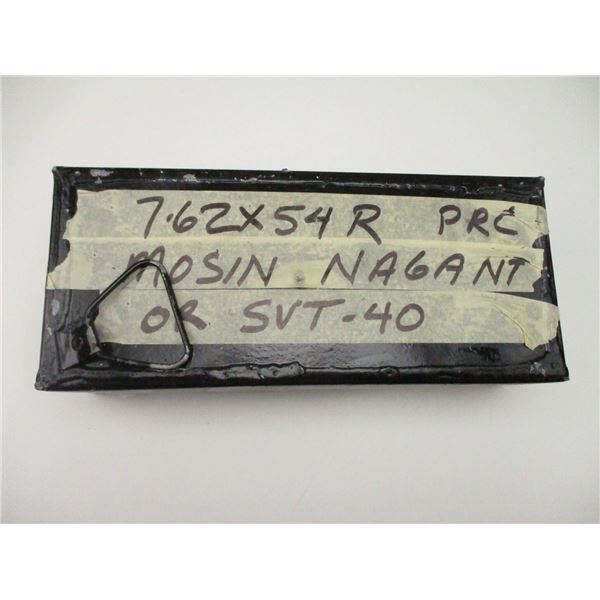 7.62X54R PRC
MOSIN NAGANT
OR SVT-40